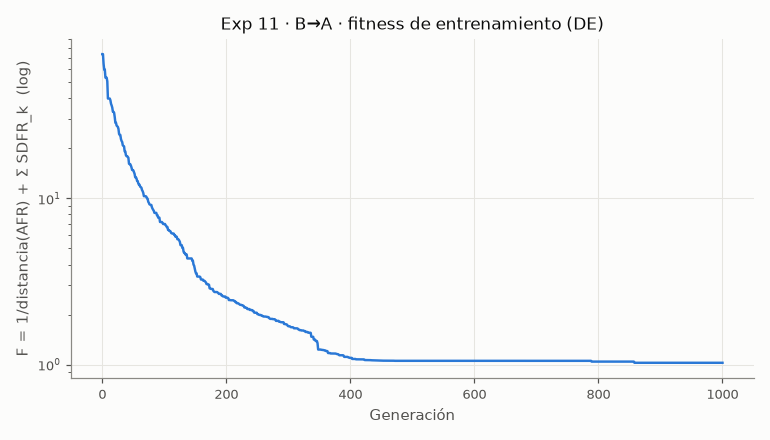 Exp 11 · B→A · fitness de entrenamiento (DE)
F = 1/distancia(AFR) + Σ SDFR_k (log)
10¹
10⁰
0 200 400 600 800 1000
Generación